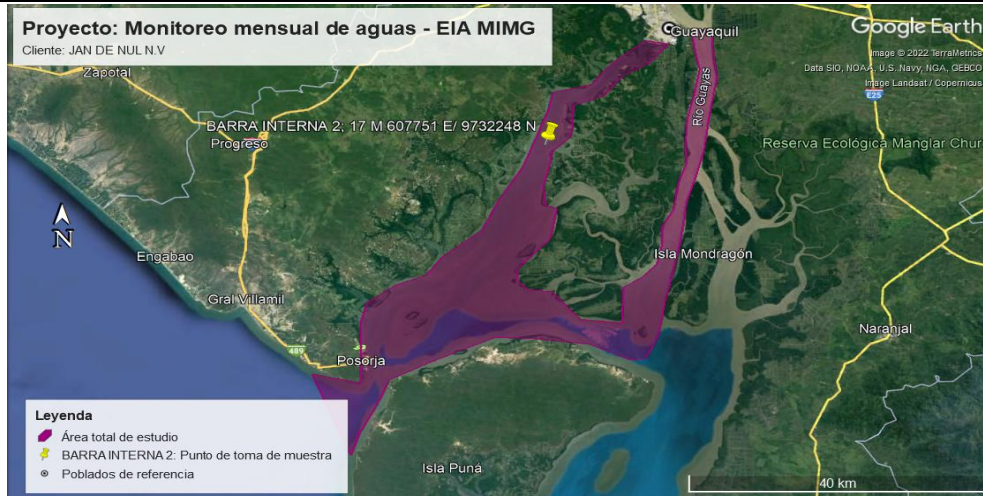 Proyecto: Monitoreo mensual de aguas - EIA MIMG
Cliente: JAN DE NUL N.V
Google Earth
Image © 2022 TerraMetrics
Data SIO, NOAA, U.S. Navy, NGA, GEBCO
Image Landsat / Copernicus
Guayaquil
Zapotal
E25
Río Guayas
BARRA INTERNA 2; 17 M 607751 E/ 9732248 N
Progreso
Reserva Ecológica Manglar Chur
N
Engabao
Isla Mondragón
Gral Villamil
Naranjal
489
Posorja
Leyenda
Área total de estudio
BARRA INTERNA 2: Punto de toma de muestra
Poblados de referencia
Isla Puná
40 km